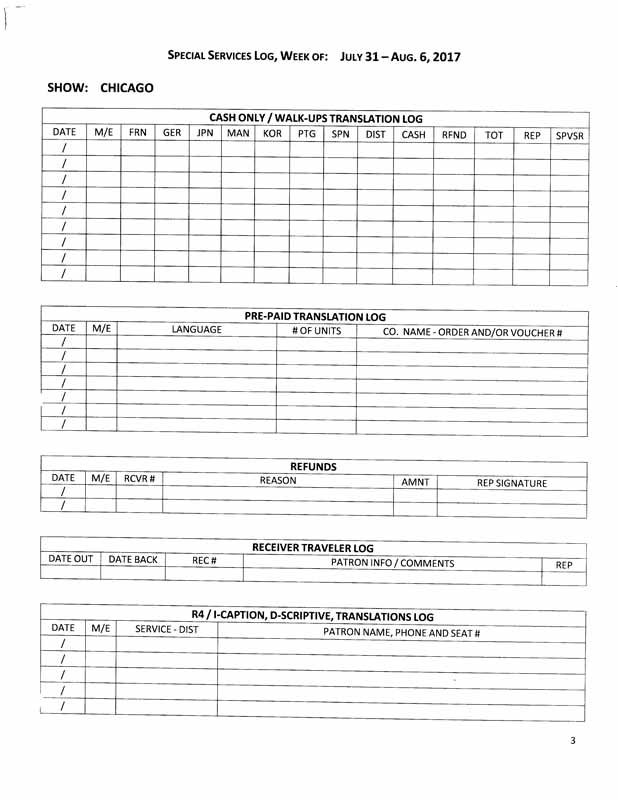 SPECIAL SERVICES LOG, WEEK OF: JULY 31 – AUG. 6, 2017
SHOW: CHICAGO
CASH ONLY / WALK-UPS TRANSLATION LOG
DATE M/E FRN GER JPN MAN KOR PTG SPN DIST CASH RFND TOT REP SPVSR
/
/
/
/
/
/
/
/
/
PRE-PAID TRANSLATION LOG
DATE M/E LANGUAGE # OF UNITS CO. NAME - ORDER AND/OR VOUCHER #
/
/
/
/
/
/
/
REFUNDS
DATE M/E RCVR # REASON AMNT REP SIGNATURE
/
/
RECEIVER TRAVELER LOG
DATE OUT DATE BACK REC # PATRON INFO / COMMENTS REP
R4 / I-CAPTION, D-SCRIPTIVE, TRANSLATIONS LOG
DATE M/E SERVICE - DIST PATRON NAME, PHONE AND SEAT #
/
/
/
/
/
3